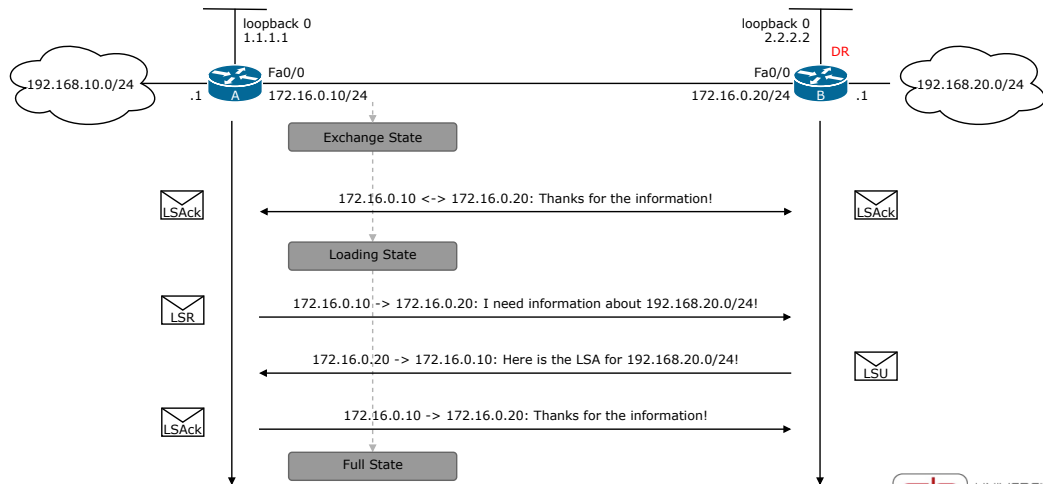 loopback 0
1.1.1.1
loopback 0
2.2.2.2
DR
192.168.10.0/24
Fa0/0
Fa0/0
192.168.20.0/24
.1
A
172.16.0.10/24
172.16.0.20/24
B
.1
Exchange State
172.16.0.10 <-> 172.16.0.20: Thanks for the information!
LSAck
LSAck
Loading State
172.16.0.10 -> 172.16.0.20: I need information about 192.168.20.0/24!
LSR
172.16.0.20 -> 172.16.0.10: Here is the LSA for 192.168.20.0/24!
LSU
172.16.0.10 -> 172.16.0.20: Thanks for the information!
LSAck
Full State